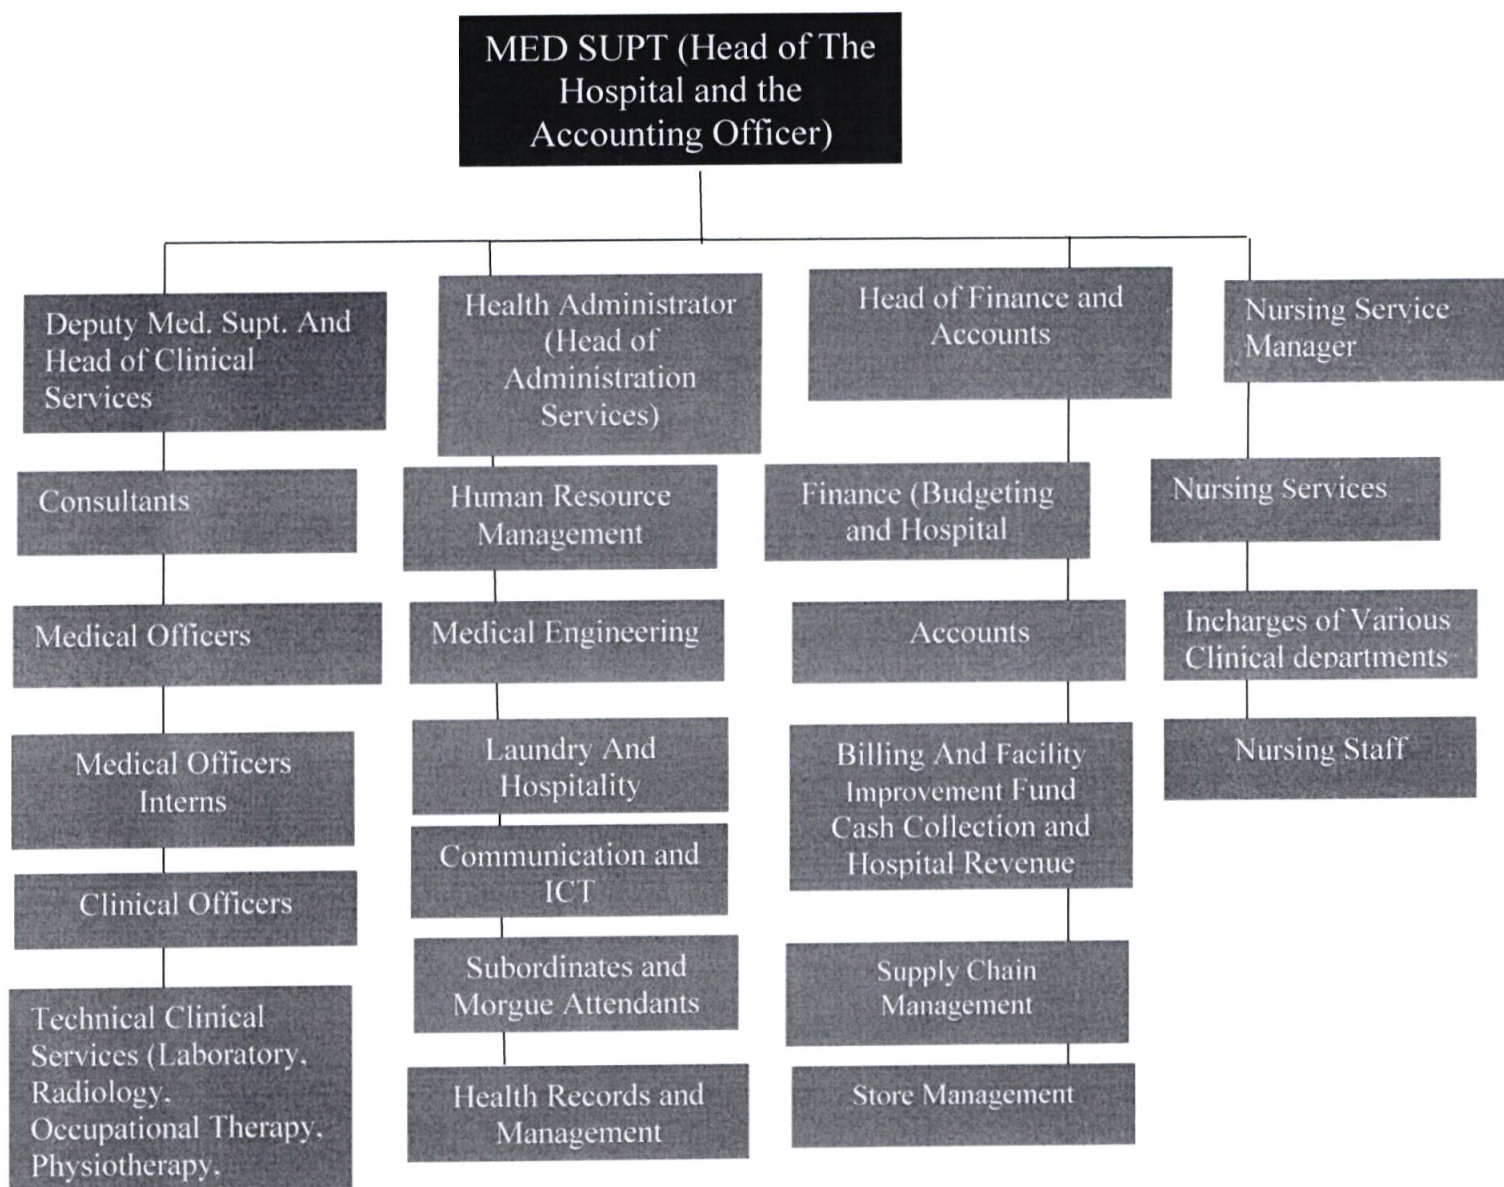 MED SUPT (Head of The
Hospital and the
Accounting Officer)
Deputy Med. Supt. And
Head of Clinical
Services
Consultants
Medical Officers
Medical Officers
Interns
Clinical Officers
Technical Clinical
Services (Laboratory,
Radiology,
Occupational Therapy,
Physiotherapy,
Health Administrator
(Head of
Administration
Services)
Human Resource
Management
Medical Engineering
Laundry And
Hospitality
Communication and
ICT
Subordinates and
Morgue Attendants
Health Records and
Management
Head of Finance and
Accounts
Finance (Budgeting
and Hospital
Accounts
Billing And Facility
Improvement Fund
Cash Collection and
Hospital Revenue
Supply Chain
Management
Store Management
Nursing Service
Manager
Nursing Services
Incharges of Various
Clinical departments
Nursing Staff